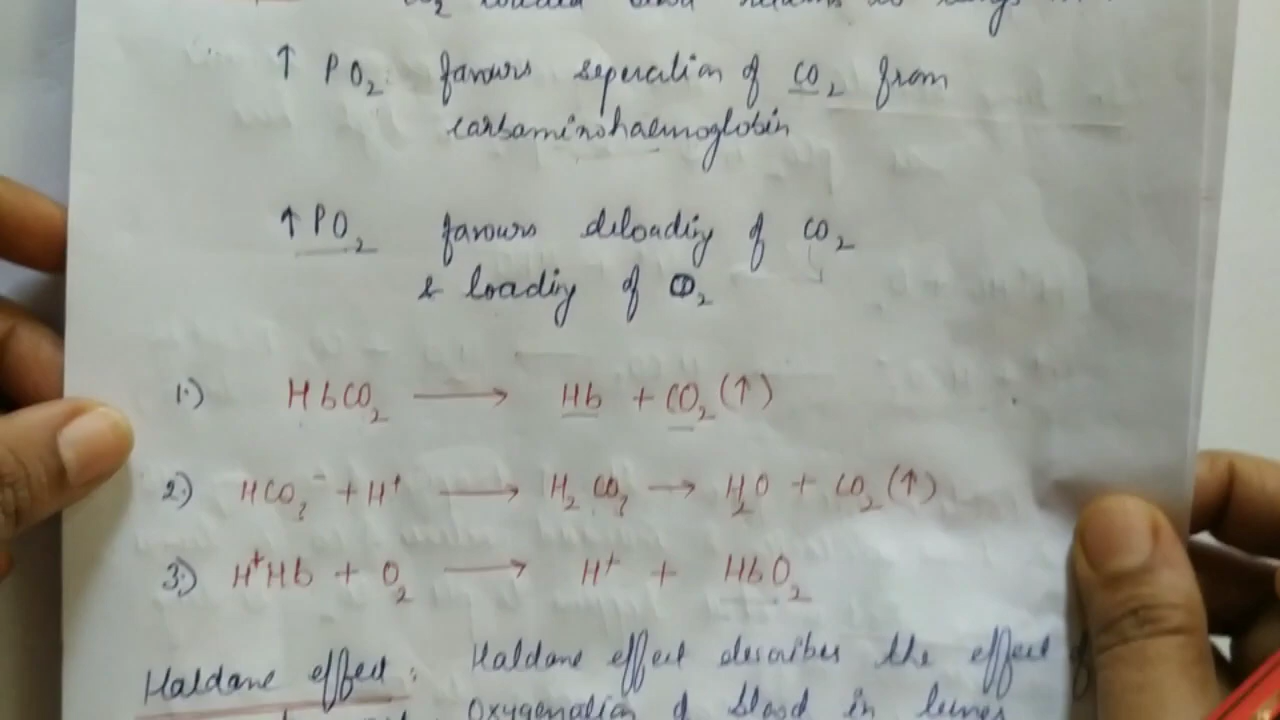 CO₂
↑ PO₂ favours seperation of CO₂ from
carbaminohaemoglobin
↑ PO₂ favours deloading of CO₂
& loading of O₂
1.) HbCO₂ ⟶ Hb + CO₂(↑)
2.) HCO₃⁻ + H⁺ ⟶ H₂CO₃ → H₂O + CO₂(↑)
3.) H⁺Hb + O₂ ⟶ H⁺ + HbO₂
Haldane effect : Haldane effect describes the effect
oxygenation of blood in lungs